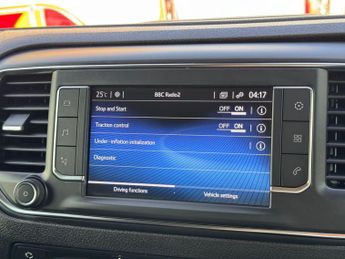 25°C BBC Radio2 04:17
Stop and Start OFF ON
Traction control OFF ON
Under-inflation initialization
Diagnostic
Driving functions Vehicle settings